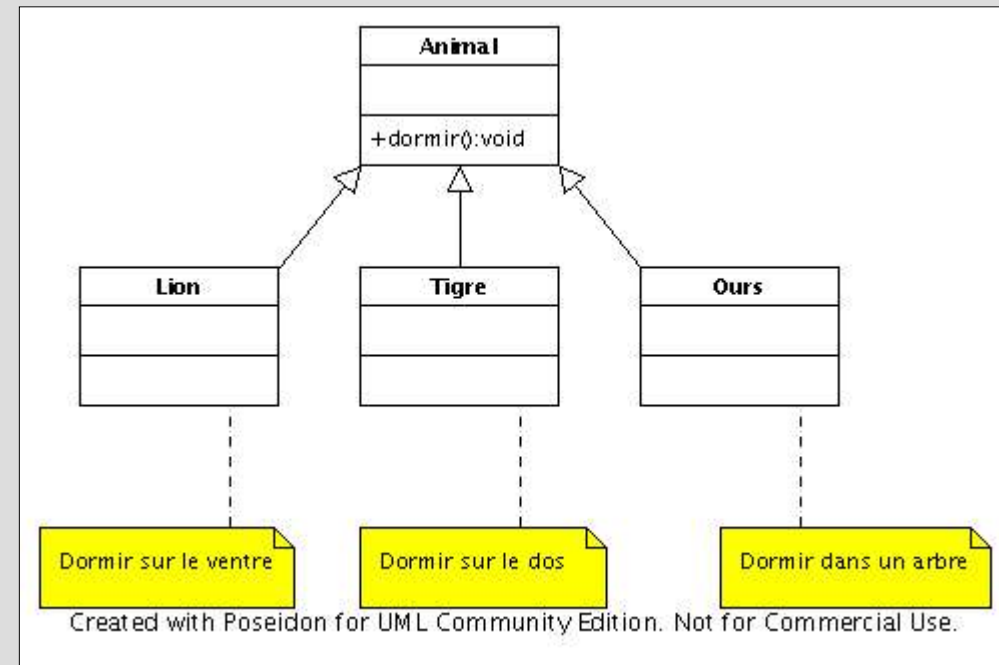 Animal
+dormir():void
Lion
Tigre
Ours
Dormir sur le ventre
Dormir sur le dos
Dormir dans un arbre
Created with Poseidon for UML Community Edition. Not for Commercial Use.